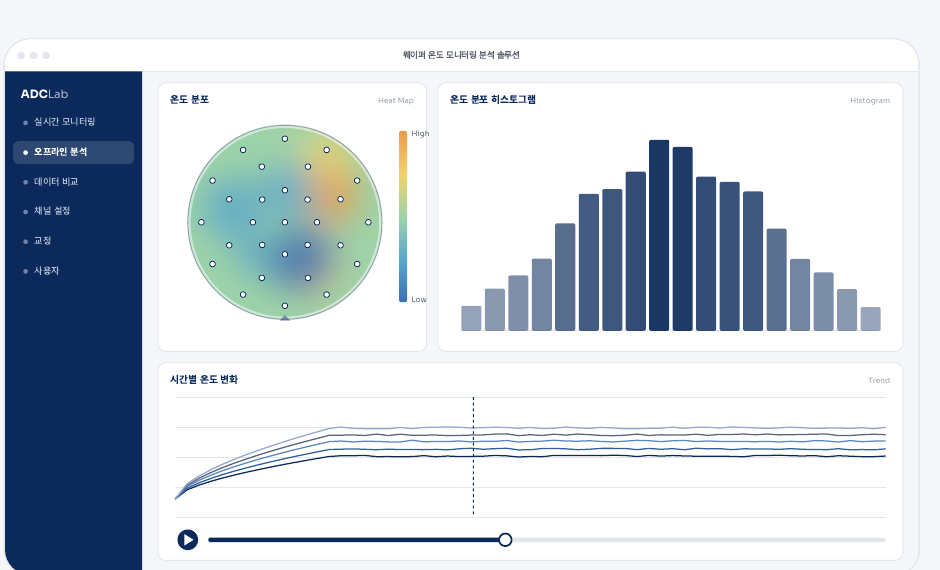 웨이퍼 온도 모니터링 분석 솔루션
ADCLab
실시간 모니터링
오프라인 분석
데이터 비교
채널 설정
교정
사용자
온도 분포
Heat Map
High
Low
온도 분포 히스토그램
Histogram
시간별 온도 변화
Trend